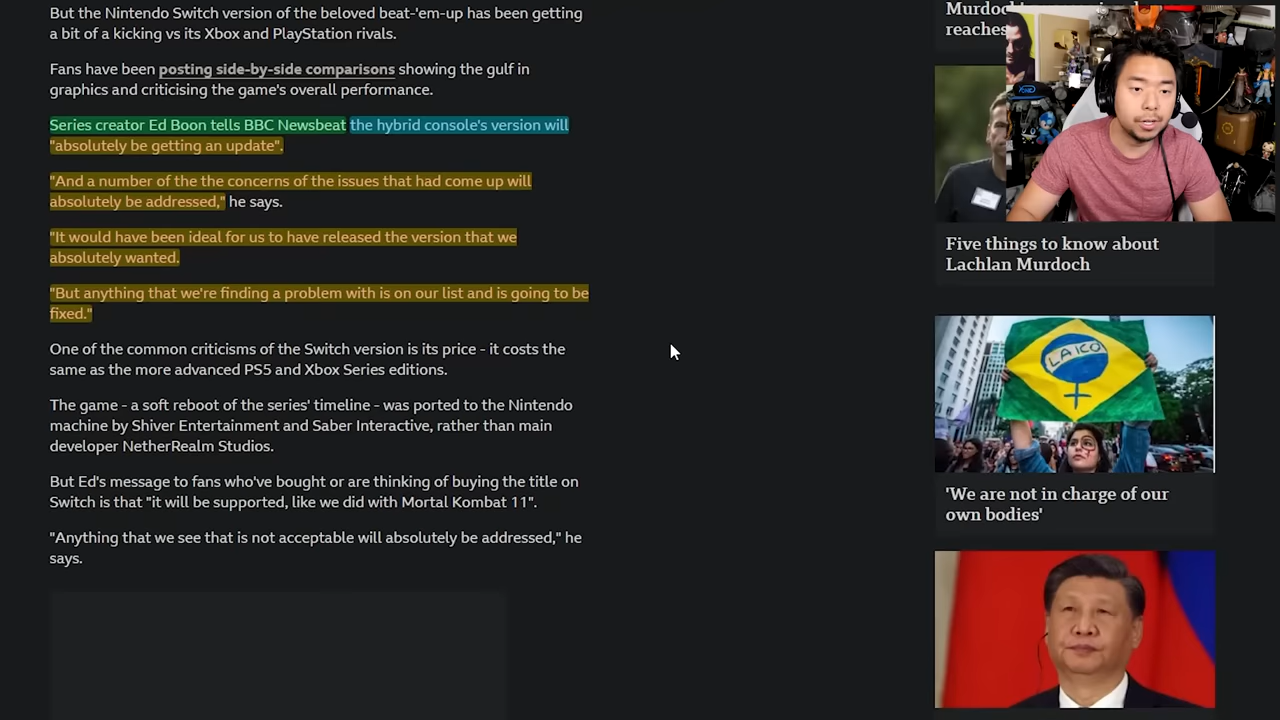 But the Nintendo Switch version of the beloved beat-'em-up has been getting
a bit of a kicking vs its Xbox and PlayStation rivals.
Fans have been posting side-by-side comparisons showing the gulf in
graphics and criticising the game's overall performance.
Series creator Ed Boon tells BBC Newsbeat the hybrid console's version will
"absolutely be getting an update".
"And a number of the the concerns of the issues that had come up will
absolutely be addressed," he says.
"It would have been ideal for us to have released the version that we
absolutely wanted.
"But anything that we're finding a problem with is on our list and is going to be
fixed."
One of the common criticisms of the Switch version is its price - it costs the
same as the more advanced PS5 and Xbox Series editions.
The game - a soft reboot of the series' timeline - was ported to the Nintendo
machine by Shiver Entertainment and Saber Interactive, rather than main
developer NetherRealm Studios.
But Ed's message to fans who've bought or are thinking of buying the title on
Switch is that "it will be supported, like we did with Mortal Kombat 11".
"Anything that we see that is not acceptable will absolutely be addressed," he
says.
reaches
Five things to know about
Lachlan Murdoch
LAICO
'We are not in charge of our
own bodies'